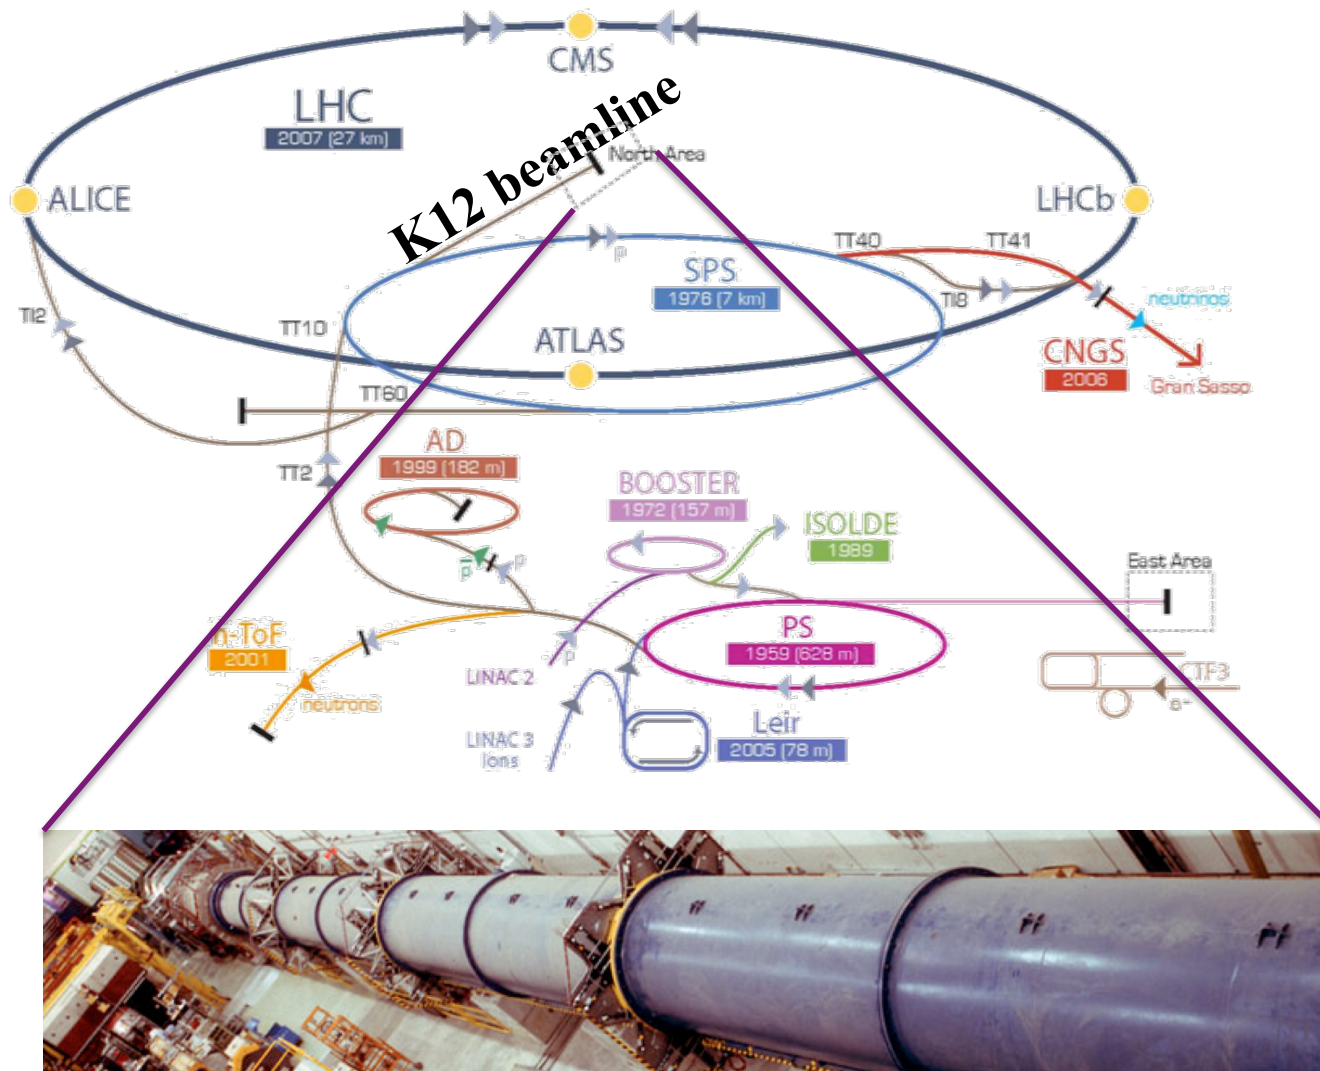 CMS
LHC
2007 (27 km)
K12 beamline
North Area
ALICE
LHCb
TT40
TT41
p
SPS
1976 (7 km)
TI8
neutrinos
TI2
TT10
ATLAS
CNGS
2006
Gran Sasso
TT60
AD
1999 (182 m)
TT2
BOOSTER
1972 (157 m)
ISOLDE
1989
p
p
East Area
n-ToF
2001
PS
1959 (628 m)
p
LINAC 2
neutrons
CTF3
e-
Leir
2005 (78 m)
LINAC 3
Ions